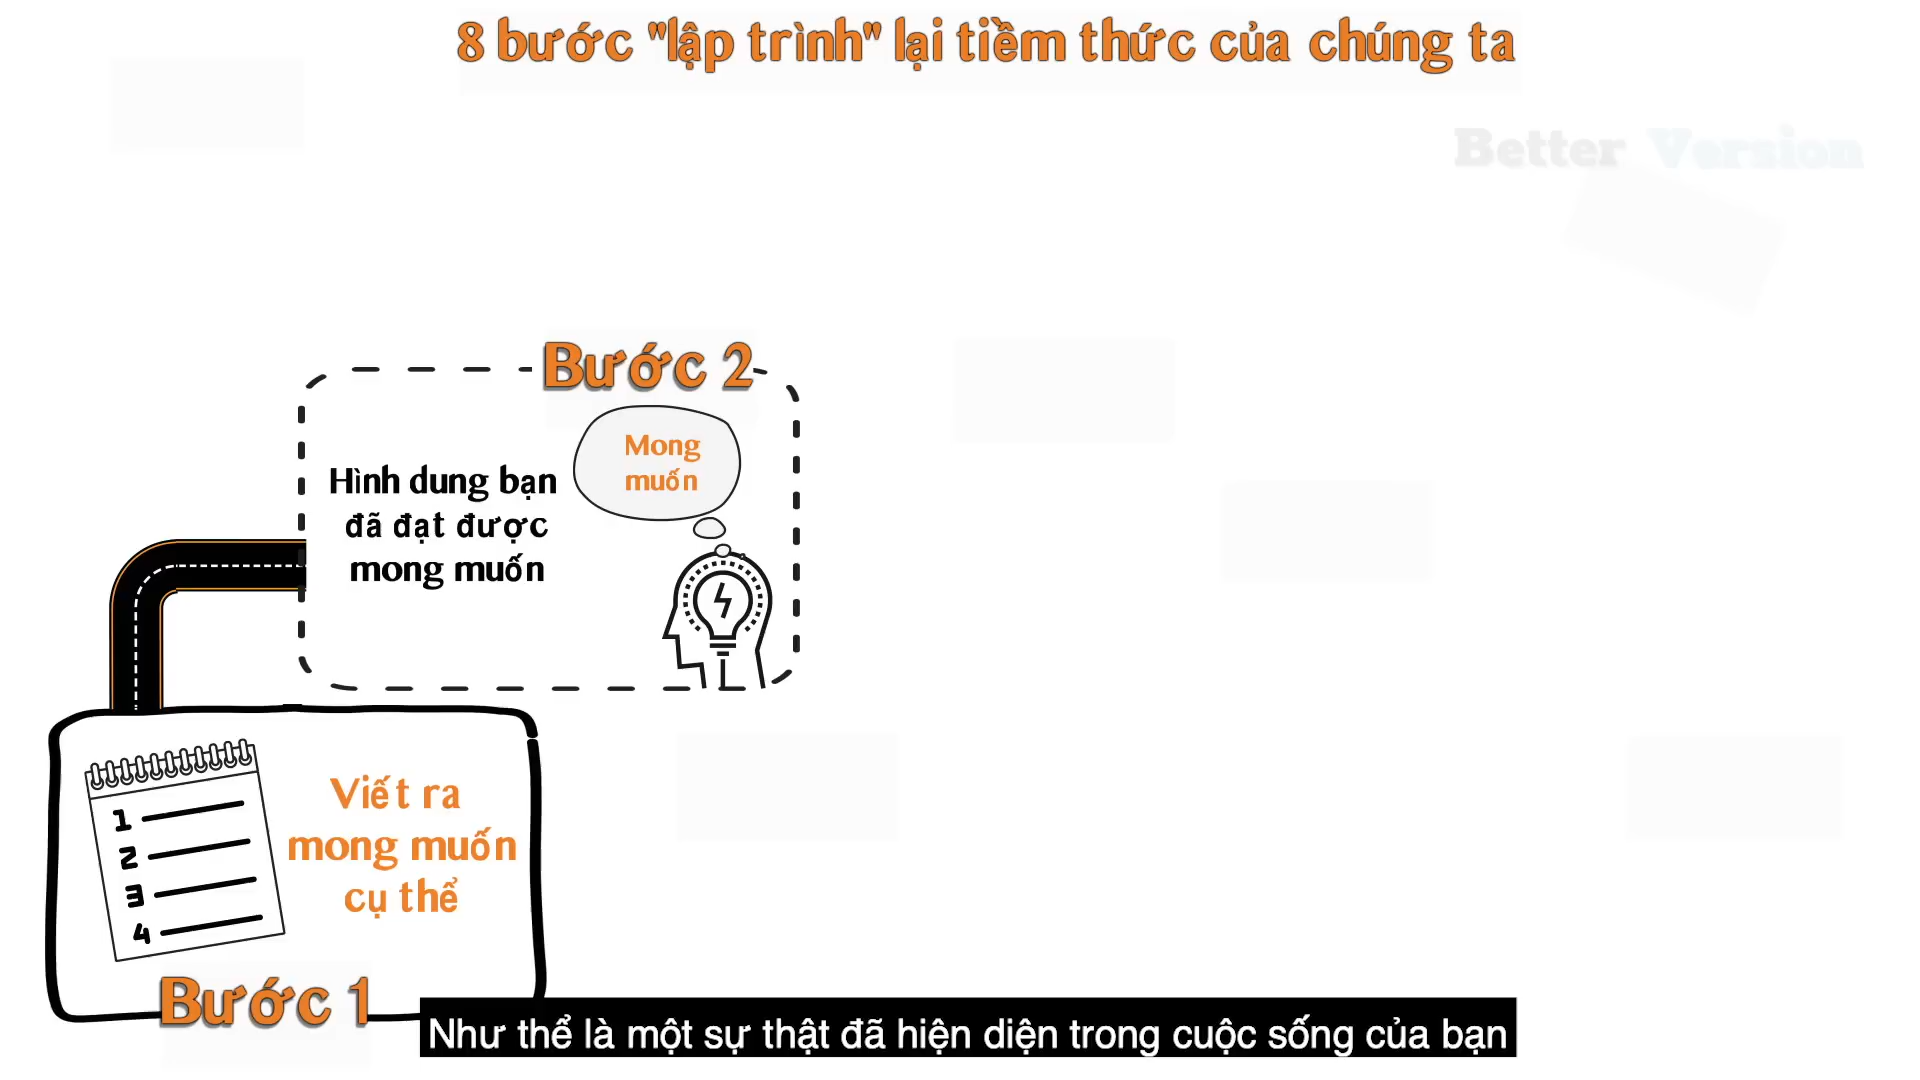 8 bước "lập trình" lại tiềm thức của chúng ta
Better Version
Bước 2
Mong
muốn
Hình dung bạn
đã đạt được
mong muốn
1
2
3
4
Viết ra
mong muốn
cụ thể
Bước 1
Như thể là một sự thật đã hiện diện trong cuộc sống của bạn